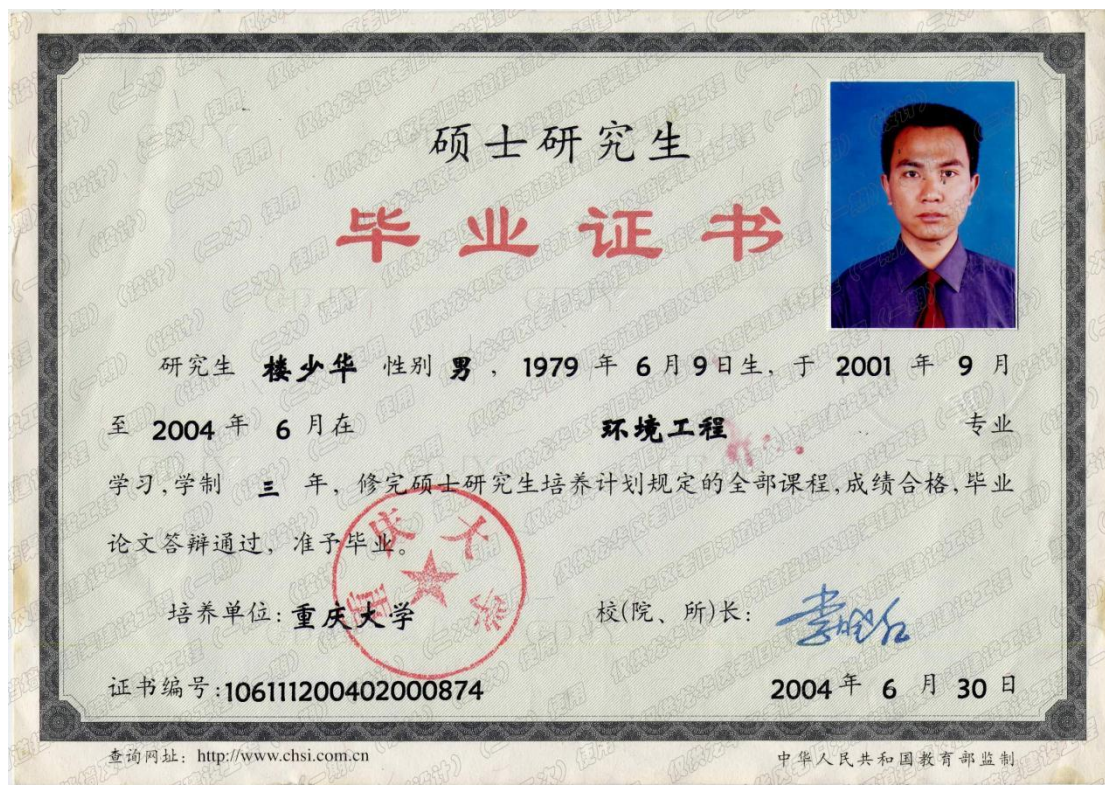 硕士研究生
毕业证书
研究生 楼少华 性别 男 , 1979 年 6 月 9 日生, 于 2001 年 9 月
至 2004 年 6 月在 环境工程 专业
学习,学制 三 年, 修完硕士研究生培养计划规定的全部课程,成绩合格,毕业
论文答辩通过, 准予毕业。
重庆大学
培养单位: 重庆大学 校(院、所)长:
证书编号:106111200402000874 2004 年 6 月 30 日
查询网址: http://www.chsi.com.cn 中华人民共和国教育部监制